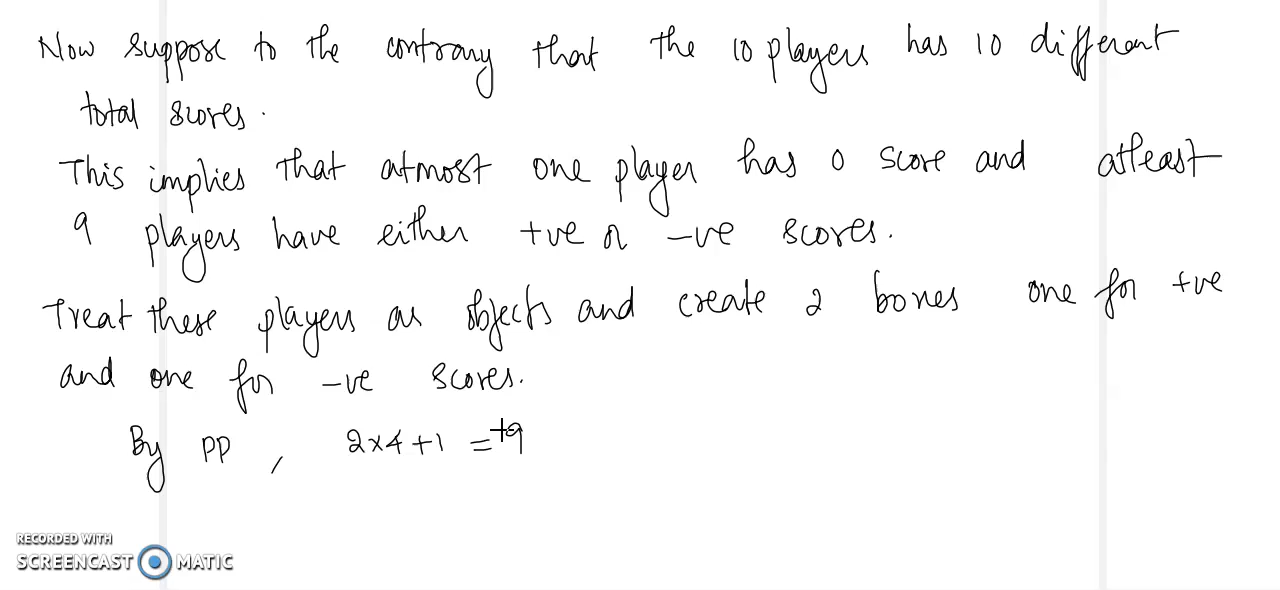 Now suppose to the contrary that the 10 players has 10 different
total scores.
This implies that atmost one player has 0 score and atleast
9 players have either +ve or -ve scores.
Treat these players as objects and create 2 boxes one for +ve
and one for -ve scores.
By PP, 2×4+1 = +9
RECORDED WITH
SCREENCAST MATIC